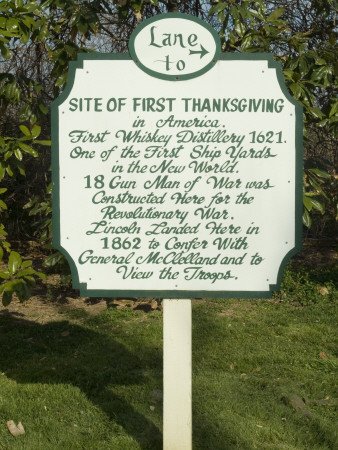 Lane
to
SITE OF FIRST THANKSGIVING
in America.
First Whiskey Distillery 1621.
One of the First Ship Yards
in the New World.
18 Gun Man of War was
Constructed Here for the
Revolutionary War.
Lincoln Landed Here in
1862 to Confer With
General McClelland and to
View the Troops.